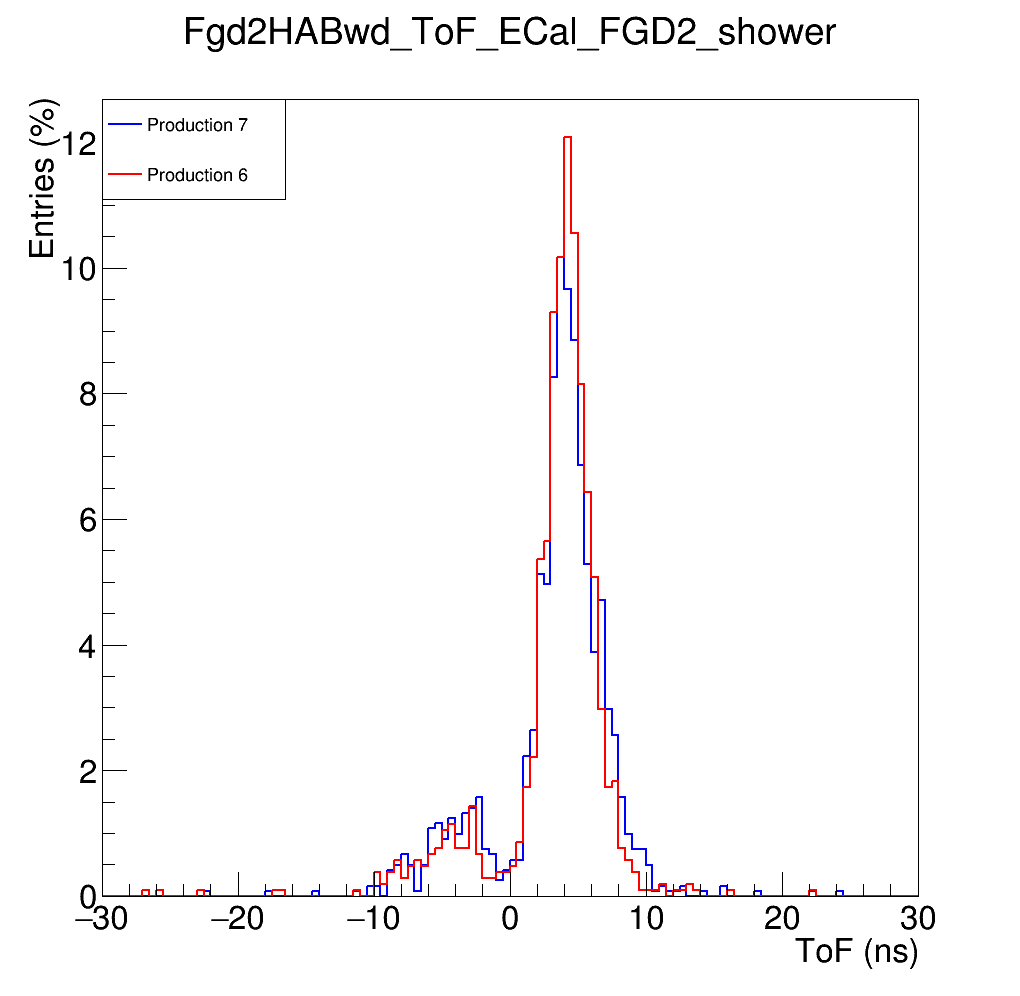 Fgd2HABwd_ToF_ECal_FGD2_shower
Entries (%)
Production 7
Production 6
12
10
8
6
4
2
0
−30 −20 −10 0 10 20 30
ToF (ns)